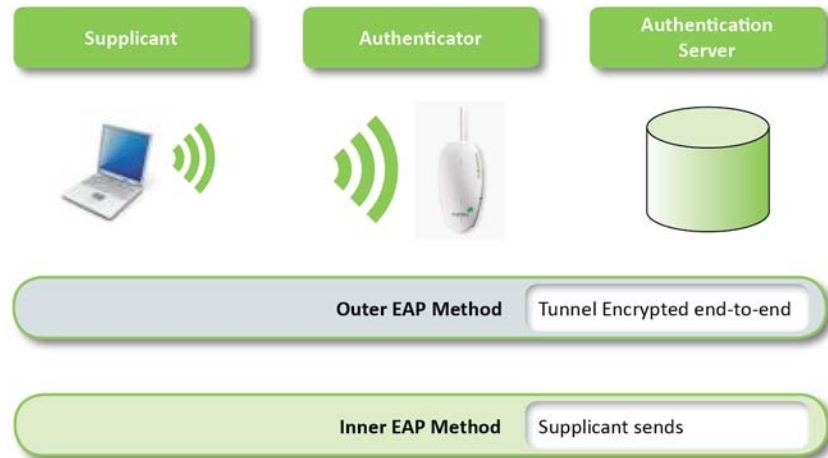 Supplicant
Authenticator
Authentication
Server
Outer EAP Method
Tunnel Encrypted end-to-end
Inner EAP Method
Supplicant sends